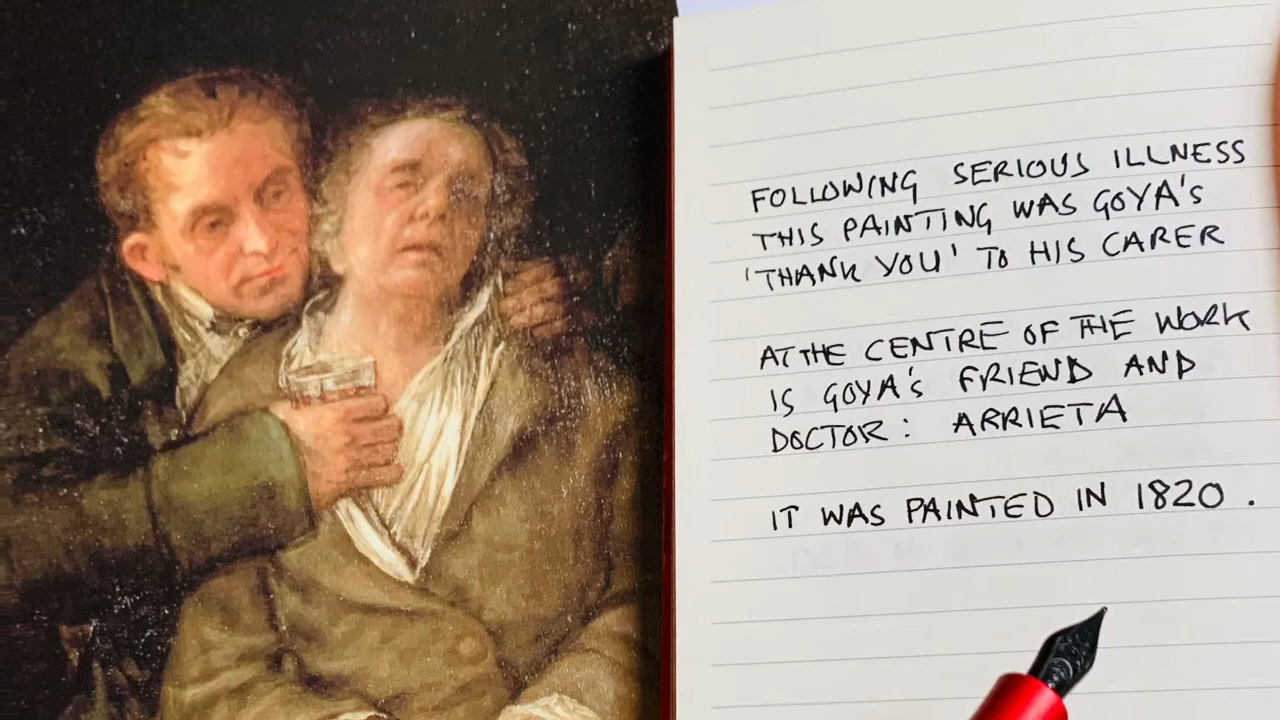 FOLLOWING SERIOUS ILLNESS
THIS PAINTING WAS GOYA'S
'THANK YOU' TO HIS CARER
AT THE CENTRE OF THE WORK
IS GOYA'S FRIEND AND
DOCTOR: ARRIETA
IT WAS PAINTED IN 1820.